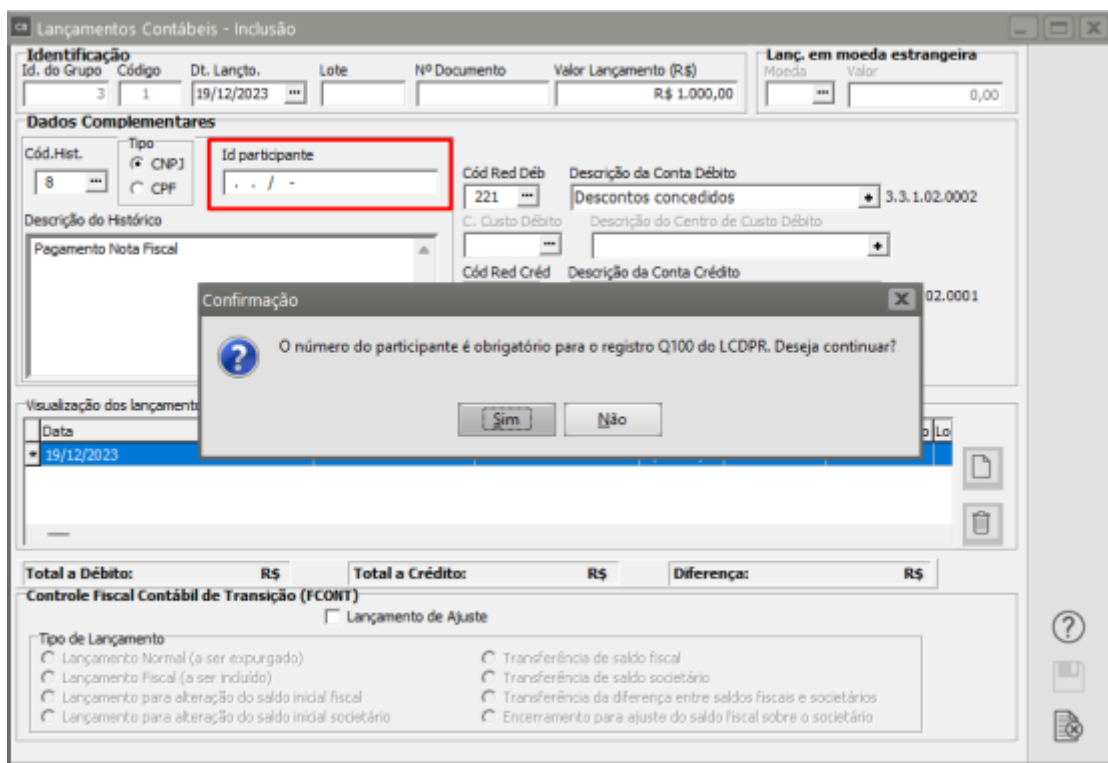 CB Lançamentos Contábeis - Inclusão
Identificação
Id. do Grupo Código Dt. Lançto. Lote Nº Documento Valor Lançamento (R$)
3 1 19/12/2023 ... R$ 1.000,00
Lanç. em moeda estrangeira
Moeda Valor
... 0,00
Dados Complementares
Cód.Hist. Tipo
8 ... CNPJ
CPF
Id participante
. . / -
Cód Red Déb Descrição da Conta Débito
221 ... Descontos concedidos + 3.3.1.02.0002
Descrição do Histórico
Pagamento Nota Fiscal
C. Custo Débito Descrição do Centro de Custo Débito
... +
Cód Red Créd Descrição da Conta Crédito
02.0001
Confirmação
O número do participante é obrigatório para o registro Q100 do LCDPR. Deseja continuar?
Sim Não
Visualização dos lançament
Data Lo
19/12/2023
Total a Débito: R$ Total a Crédito: R$ Diferença: R$
Controle Fiscal Contábil de Transição (FCONT)
Lançamento de Ajuste
Tipo de Lançamento
Lançamento Normal (a ser expurgado) Transferência de saldo fiscal
Lançamento Fiscal (a ser incluído) Transferência de saldo societário
Lançamento para alteração do saldo inicial fiscal Transferência da diferença entre saldos fiscais e societários
Lançamento para alteração do saldo inicial societário Encerramento para ajuste do saldo fiscal sobre o societário